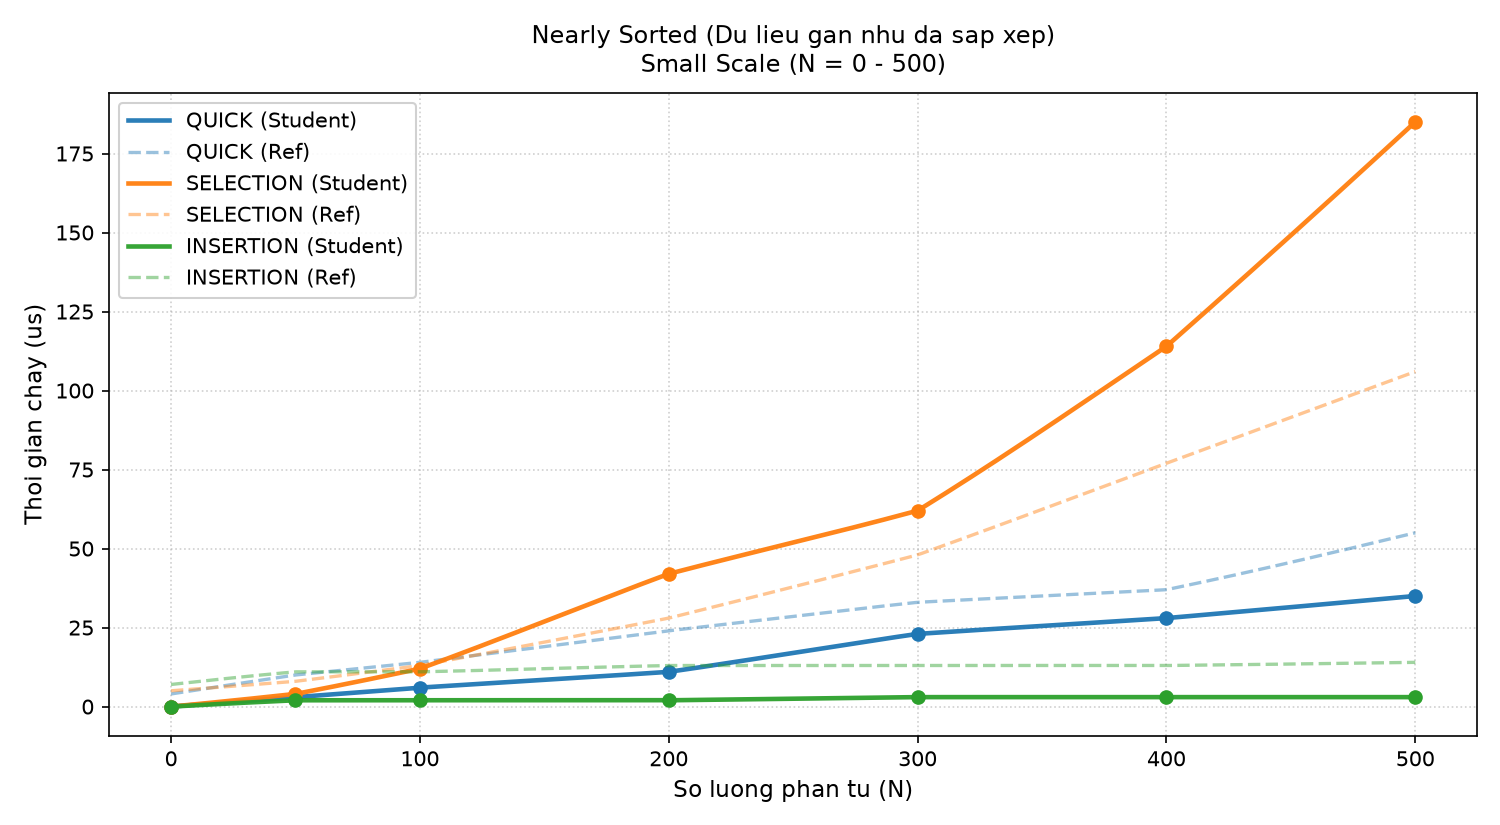 Nearly Sorted (Du lieu gan nhu da sap xep)
Small Scale (N = 0 - 500)
QUICK (Student)
QUICK (Ref)
SELECTION (Student)
SELECTION (Ref)
INSERTION (Student)
INSERTION (Ref)
Thoi gian chay (us)
175
150
125
100
75
50
25
0
0 100 200 300 400 500
So luong phan tu (N)